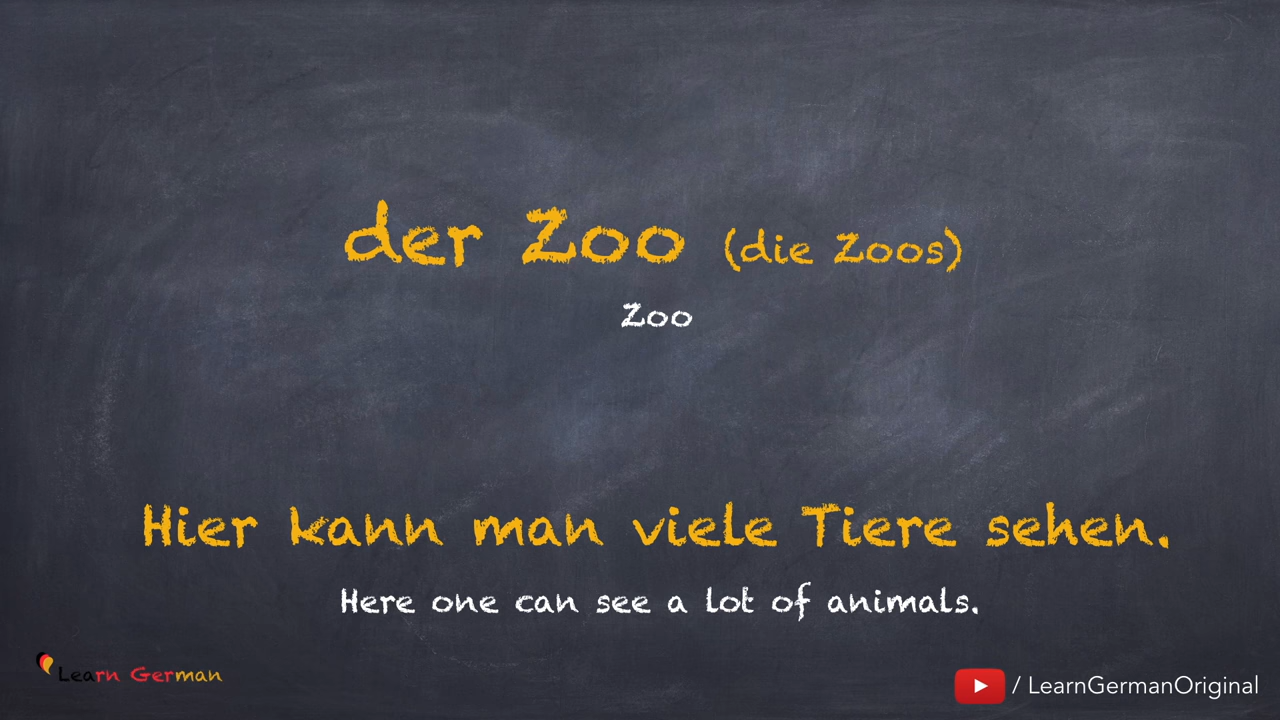 der Zoo (die Zoos)
Zoo
Hier kann man viele Tiere sehen.
Here one can see a lot of animals.
Learn German
/ LearnGermanOriginal